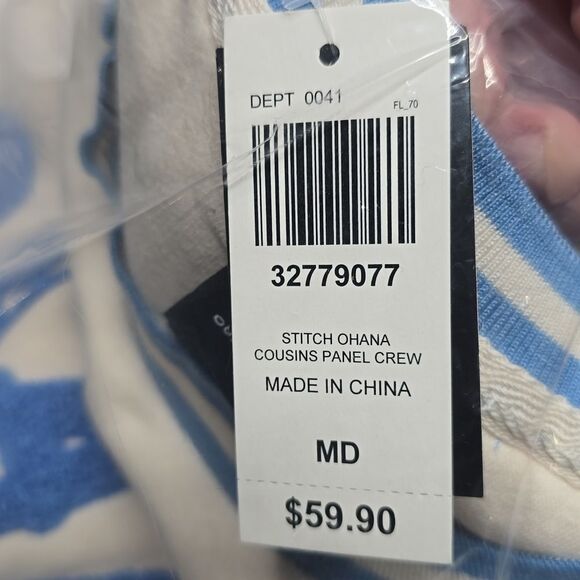 DEPT 0041
FL_70
32779077
STITCH OHANA
COUSINS PANEL CREW
MADE IN CHINA
MD
$59.90